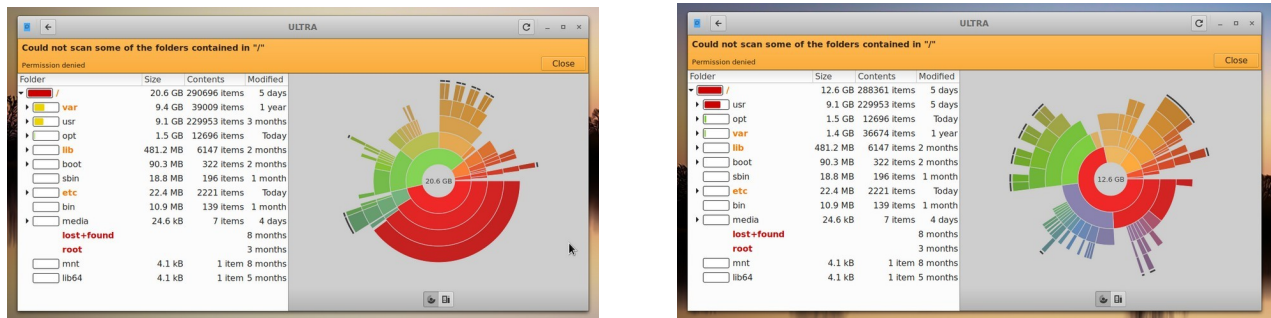 ULTRA
Could not scan some of the folders contained in "/"
Permission denied
Close
Folder Size Contents Modified
/ 20.6 GB 290696 items 5 days
var 9.4 GB 39009 items 1 year
usr 9.1 GB 229953 items 3 months
opt 1.5 GB 12696 items Today
lib 481.2 MB 6147 items 2 months
boot 90.3 MB 322 items 2 months
sbin 18.8 MB 196 items 1 month
etc 22.4 MB 2221 items Today
bin 10.9 MB 139 items 1 month
media 24.6 kB 7 items 4 days
lost+found 8 months
root 3 months
mnt 4.1 kB 1 item 8 months
lib64 4.1 kB 1 item 5 months
20.6 GB
ULTRA
Could not scan some of the folders contained in "/"
Permission denied
Close
Folder Size Contents Modified
/ 12.6 GB 288361 items 5 days
usr 9.1 GB 229953 items 3 months
opt 1.5 GB 12696 items Today
var 1.4 GB 36674 items 1 year
lib 481.2 MB 6147 items 2 months
boot 90.3 MB 322 items 2 months
sbin 18.8 MB 196 items 1 month
etc 22.4 MB 2221 items Today
bin 10.9 MB 139 items 1 month
media 24.6 kB 7 items 4 days
lost+found 8 months
root 3 months
mnt 4.1 kB 1 item 8 months
lib64 4.1 kB 1 item 5 months
12.6 GB